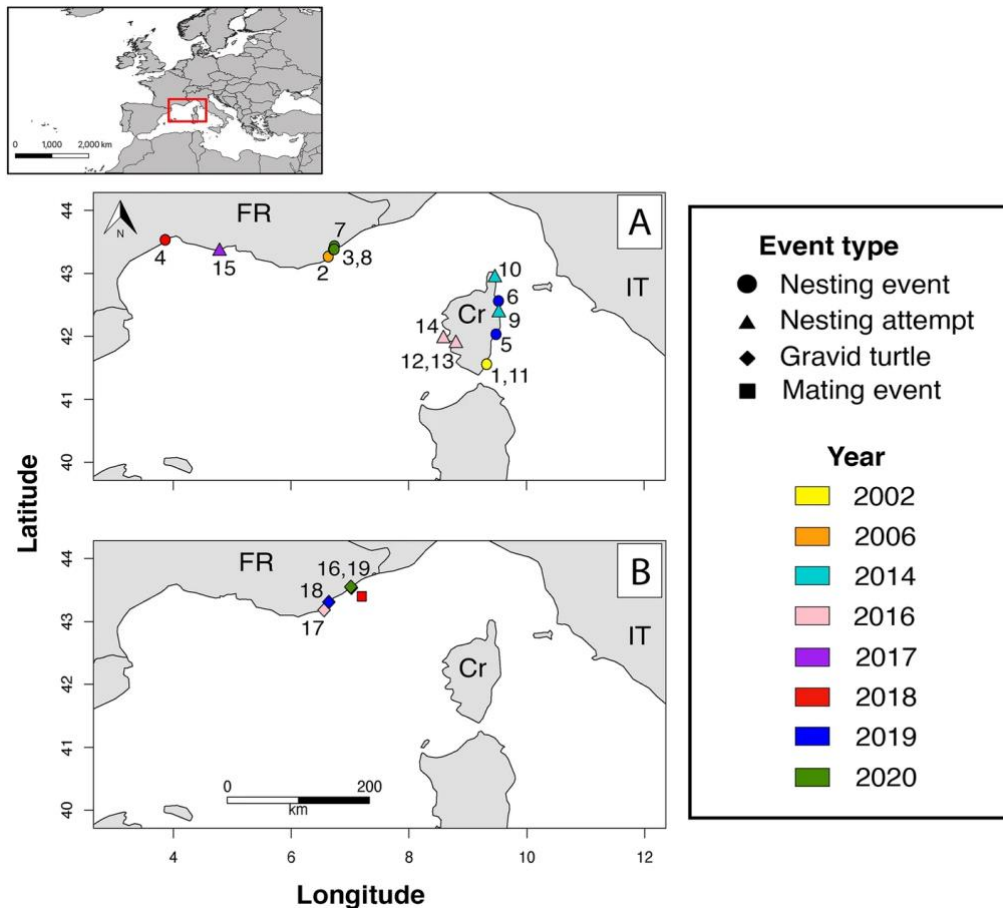 0 1,000 2,000 km
44
43
42
41
40
N
FR
A
IT
Cr
4
15
7
3,8
2
10
6
9
5
14
12,13
1,11
Latitude
44
43
42
41
40
FR
B
IT
Cr
16,19
18
17
0 200
km
4 6 8 10 12
Longitude
Event type
Nesting event
Nesting attempt
Gravid turtle
Mating event
Year
2002
2006
2014
2016
2017
2018
2019
2020